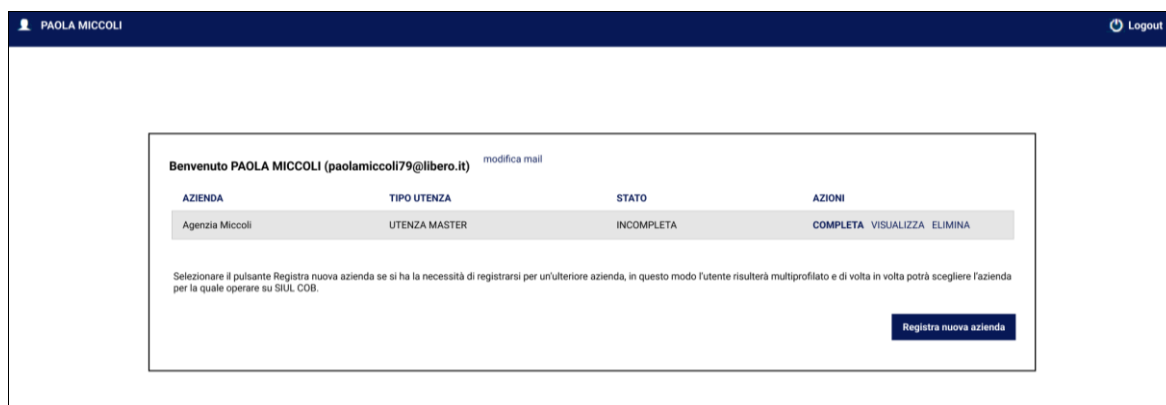 PAOLA MICCOLI Logout
Benvenuto PAOLA MICCOLI (paolamiccoli79@libero.it) modifica mail
AZIENDA TIPO UTENZA STATO AZIONI
Agenzia Miccoli UTENZA MASTER INCOMPLETA COMPLETA VISUALIZZA ELIMINA
Selezionare il pulsante Registra nuova azienda se si ha la necessità di registrarsi per un'ulteriore azienda, in questo modo l'utente risulterà multiprofilato e di volta in volta potrà scegliere l'azienda
per la quale operare su SIUL COB.
Registra nuova azienda